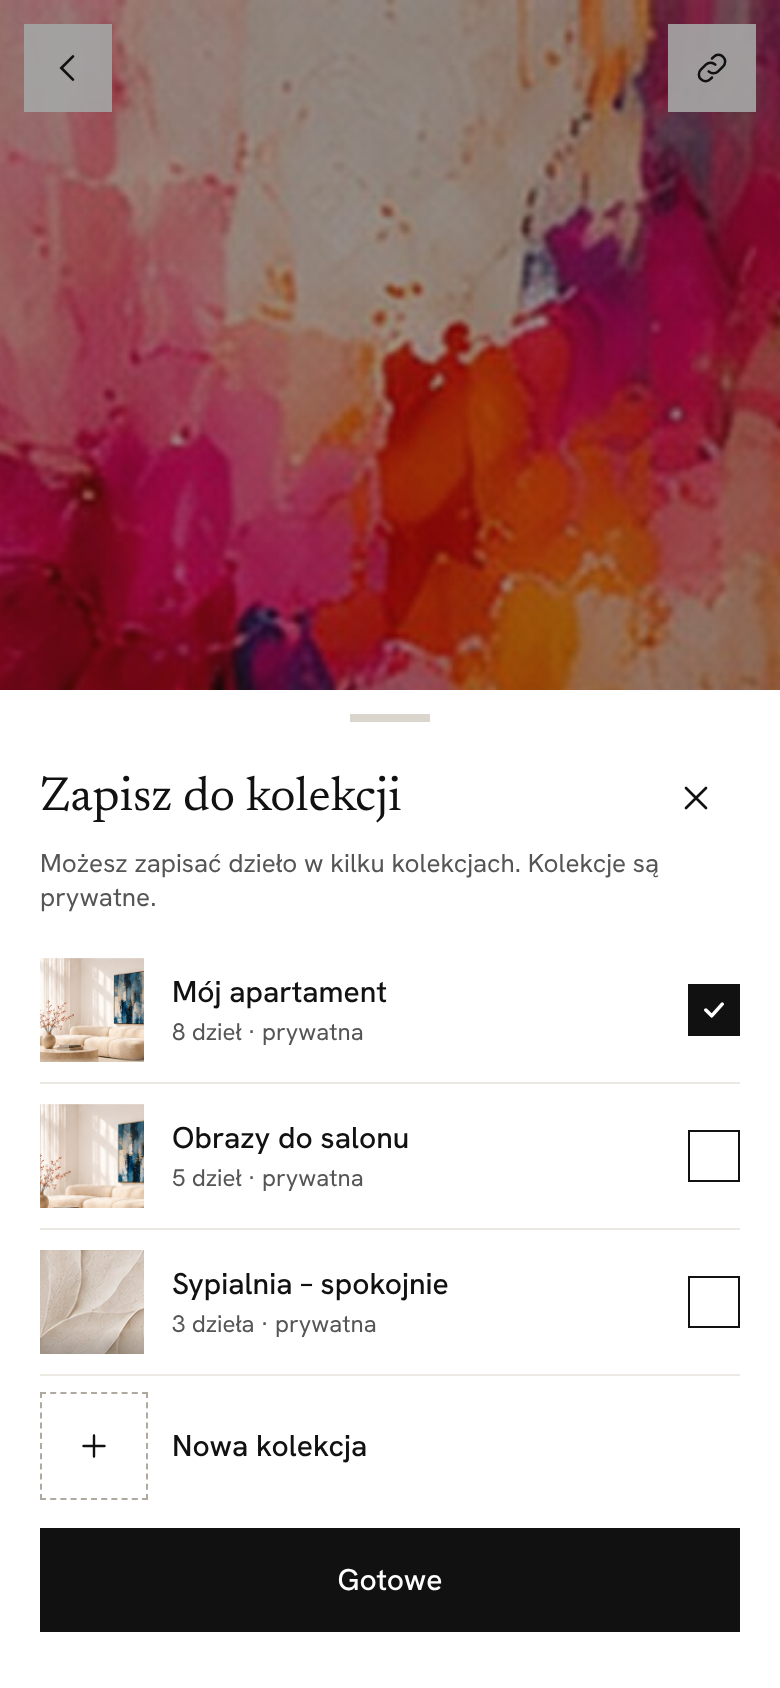 Zapisz do kolekcji
Możesz zapisać dzieło w kilku kolekcjach. Kolekcje są
prywatne.
Mój apartament
8 dzieł · prywatna
Obrazy do salonu
5 dzieł · prywatna
Sypialnia – spokojnie
3 dzieła · prywatna
Nowa kolekcja
Gotowe